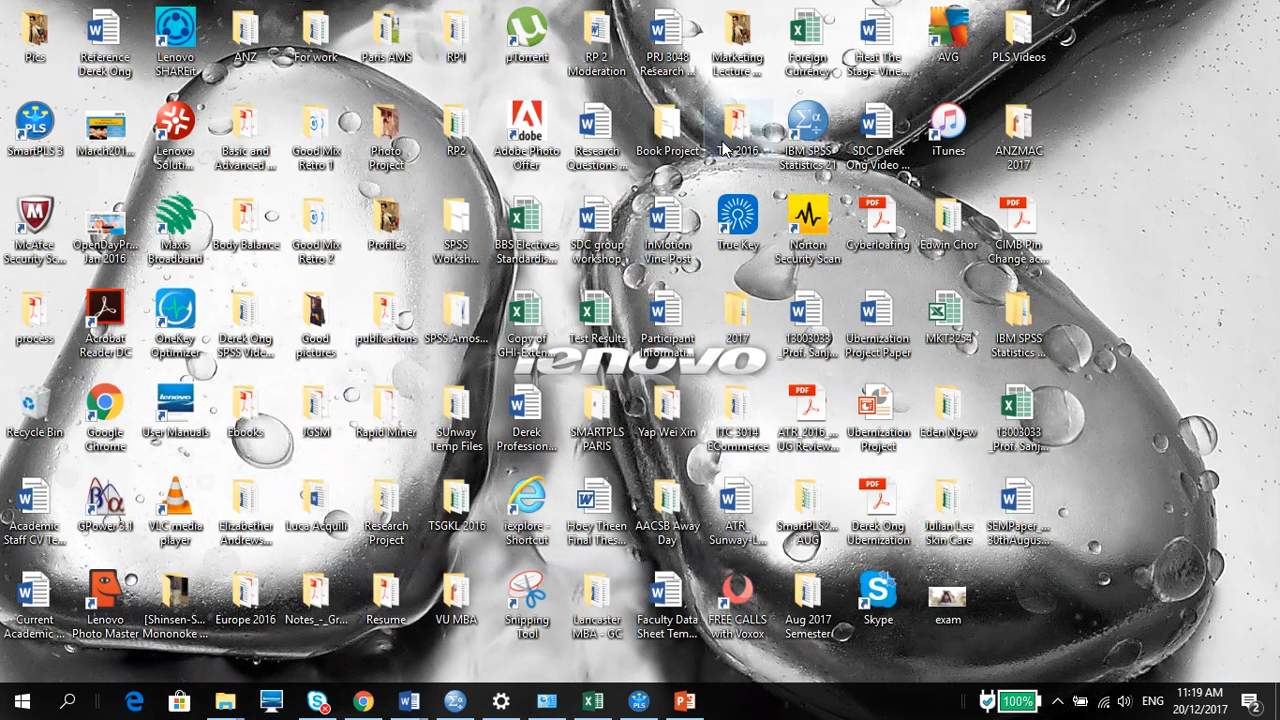 Pics
Reference
Derek Ong
Lenovo
SHAREit
ANZ
For work
Paris AMS
RP1
µTorrent
RP 2
Moderation
PRJ 3048
Research ...
Marketing
Lecture ...
Foreign
Currency
Heat The
Stage-Vine...
AVG
PLS Videos
PLS
SmartPLS 3
March201...
Lenovo
Soluti...
Basic and
Advanced ...
Good Mix
Retro 1
Photo
Project
RP2
Adobe
Adobe Photo
Offer
Research
Questions ...
Book Project
2016
IBM SPSS
Statistics 21
SDC Derek
Ong Video ...
iTunes
ANZMAC
2017
McAfee
Security Sc...
OpenDayPr...
Jan 2016
Maxis
Broadband
Body Balance
Good Mix
Retro 2
Profiles
SPSS
Worksh...
BBS Electives
Standardis...
SDC group
workshop
InMotion
Vine Post
True Key
Norton
Security Scan
PDF
Cyberloafing
Edwin Chor
PDF
CIMB Pin
Change ac...
process
Acrobat
Reader DC
OneKey
Optimizer
Derek Ong
SPSS Vide...
Good
pictures
publications
SPSS.Amos...
Copy of
GHI-Exten...
Test Results
Participant
Informati...
2017
13003033
_Prof. Sanj...
Ubernization
Project Paper
MKT3254
IBM SPSS
Statistics ...
lenovo
Recycle Bin
Google
Chrome
lenovo
User Manuals
Ebooks
JGSM
Rapid Miner
SUnway
Temp Files
Derek
Profession...
SMARTPLS
PARIS
Yap Wei Xin
ITC 3014
ECommerce
PDF
ATR_2016_...
UG Review...
Ubernization
Project
Eden Ngew
13003033
_Prof. Sanj...
Academic
Staff CV Te...
GPower 3.1
VLC media
player
Elizabether
Andrews...
Luca Acquili
Research
Project
TSGKL 2016
iexplore -
Shortcut
Hoey Theen
Final Thes...
AACSB Away
Day
ATR_
Sunway-L...
SmartPLS2...
AUG
PDF
Derek Ong
Ubernization
Julian Lee
Skin Care
SEMPaper_...
30thAugus...
Current
Academic ...
Lenovo
Photo Master
[Shinsen-S...
Mononoke ...
Europe 2016
Notes_-_Gr...
Resume
VU MBA
Snipping
Tool
Lancaster
MBA - GC
Faculty Data
Sheet Tem...
FREE CALLS
with Voxox
Aug 2017
Semester
Skype
exam
100%
ENG
11:19 AM
20/12/2017
2